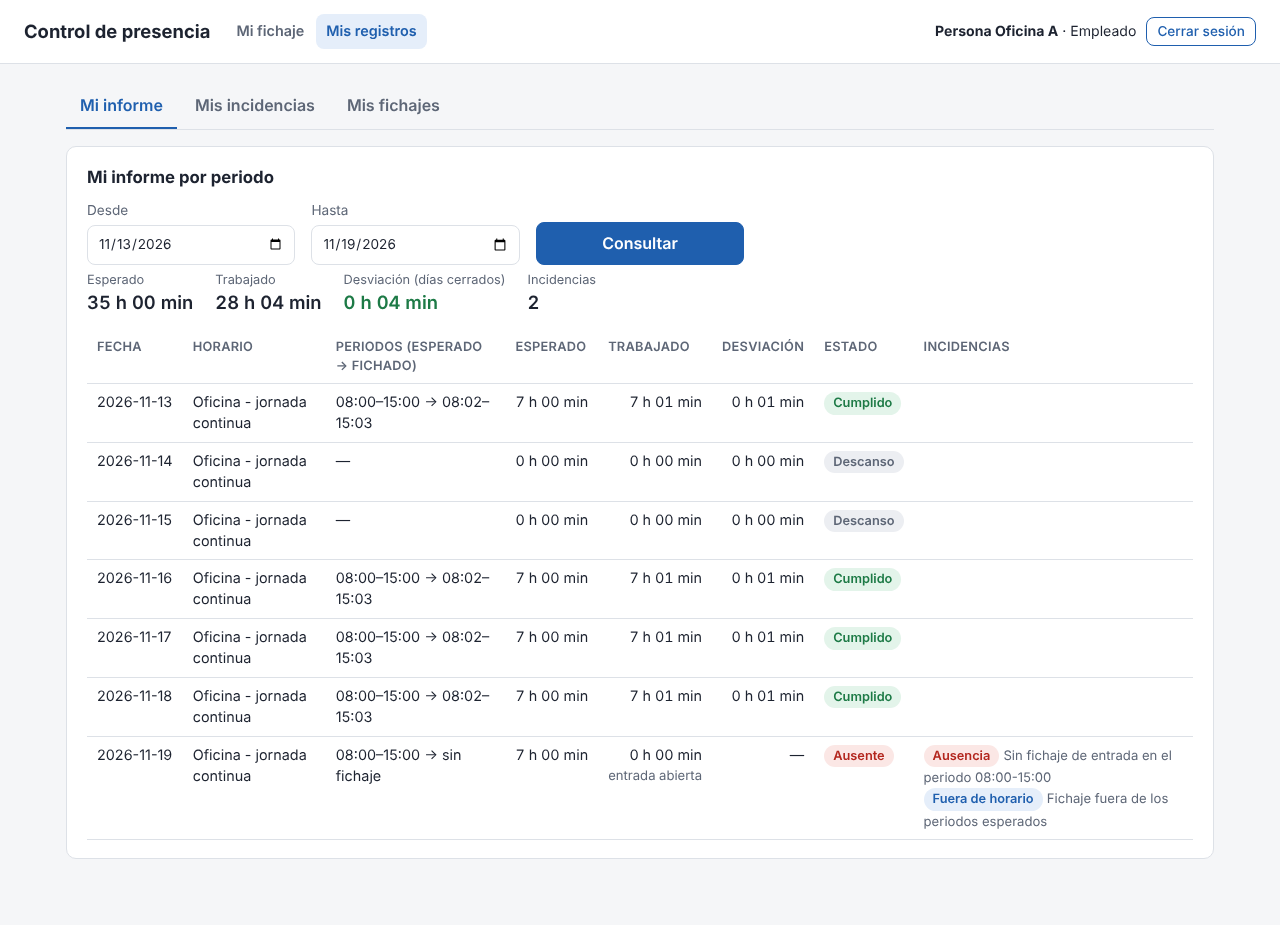 Control de presencia Mi fichaje Mis registros Persona Oficina A · Empleado Cerrar sesión
Mi informe Mis incidencias Mis fichajes
Mi informe por periodo
Desde Hasta
11/13/2026 11/19/2026 Consultar
Esperado Trabajado Desviación (días cerrados) Incidencias
35 h 00 min 28 h 04 min 0 h 04 min 2
FECHA HORARIO PERIODOS (ESPERADO ESPERADO TRABAJADO DESVIACIÓN ESTADO INCIDENCIAS
→ FICHADO)
2026-11-13 Oficina - jornada 08:00–15:00 → 08:02– 7 h 00 min 7 h 01 min 0 h 01 min Cumplido
continua 15:03
2026-11-14 Oficina - jornada — 0 h 00 min 0 h 00 min 0 h 00 min Descanso
continua
2026-11-15 Oficina - jornada — 0 h 00 min 0 h 00 min 0 h 00 min Descanso
continua
2026-11-16 Oficina - jornada 08:00–15:00 → 08:02– 7 h 00 min 7 h 01 min 0 h 01 min Cumplido
continua 15:03
2026-11-17 Oficina - jornada 08:00–15:00 → 08:02– 7 h 00 min 7 h 01 min 0 h 01 min Cumplido
continua 15:03
2026-11-18 Oficina - jornada 08:00–15:00 → 08:02– 7 h 00 min 7 h 01 min 0 h 01 min Cumplido
continua 15:03
2026-11-19 Oficina - jornada 08:00–15:00 → sin 7 h 00 min 0 h 00 min — Ausente Ausencia Sin fichaje de entrada en el
continua fichaje entrada abierta periodo 08:00-15:00
Fuera de horario Fichaje fuera de los
periodos esperados